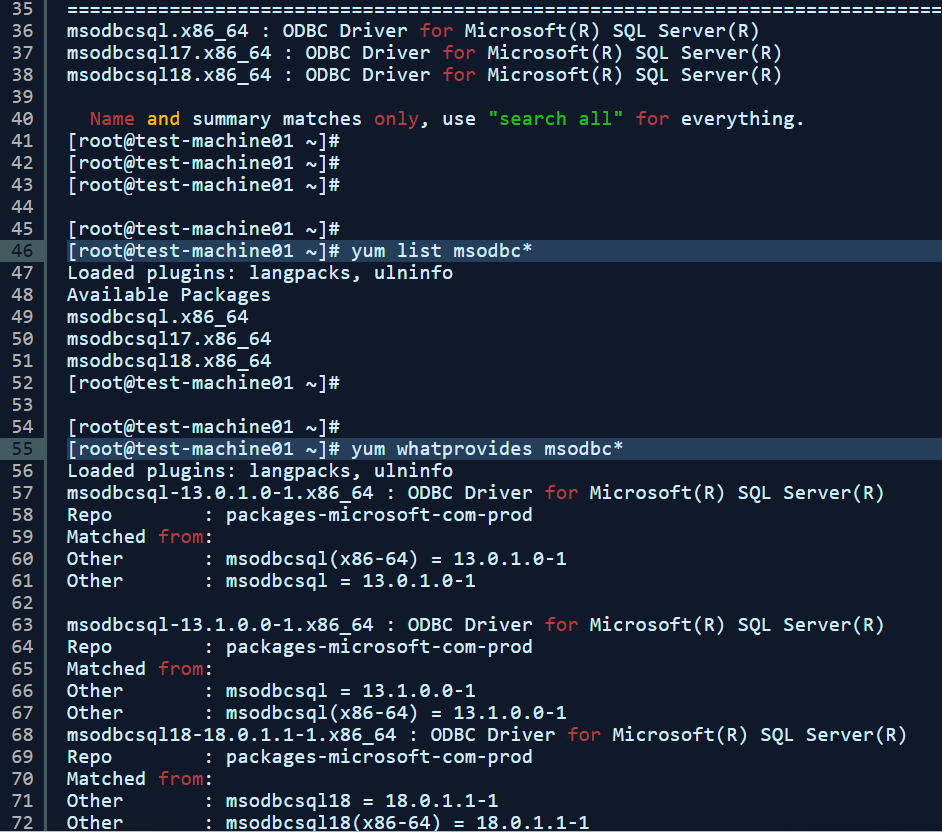 35 ==============================================================================
36 msodbcsql.x86_64 : ODBC Driver for Microsoft(R) SQL Server(R)
37 msodbcsql17.x86_64 : ODBC Driver for Microsoft(R) SQL Server(R)
38 msodbcsql18.x86_64 : ODBC Driver for Microsoft(R) SQL Server(R)
39
40   Name and summary matches only, use "search all" for everything.
41 [root@test-machine01 ~]#
42 [root@test-machine01 ~]#
43 [root@test-machine01 ~]#
44
45 [root@test-machine01 ~]#
46 [root@test-machine01 ~]# yum list msodbc*
47 Loaded plugins: langpacks, ulninfo
48 Available Packages
49 msodbcsql.x86_64
50 msodbcsql17.x86_64
51 msodbcsql18.x86_64
52 [root@test-machine01 ~]#
53
54 [root@test-machine01 ~]#
55 [root@test-machine01 ~]# yum whatprovides msodbc*
56 Loaded plugins: langpacks, ulninfo
57 msodbcsql-13.0.1.0-1.x86_64 : ODBC Driver for Microsoft(R) SQL Server(R)
58 Repo        : packages-microsoft-com-prod
59 Matched from:
60 Other       : msodbcsql(x86-64) = 13.0.1.0-1
61 Other       : msodbcsql = 13.0.1.0-1
62
63 msodbcsql-13.1.0.0-1.x86_64 : ODBC Driver for Microsoft(R) SQL Server(R)
64 Repo        : packages-microsoft-com-prod
65 Matched from:
66 Other       : msodbcsql = 13.1.0.0-1
67 Other       : msodbcsql(x86-64) = 13.1.0.0-1
68 msodbcsql18-18.0.1.1-1.x86_64 : ODBC Driver for Microsoft(R) SQL Server(R)
69 Repo        : packages-microsoft-com-prod
70 Matched from:
71 Other       : msodbcsql18 = 18.0.1.1-1
72 Other       : msodbcsql18(x86-64) = 18.0.1.1-1